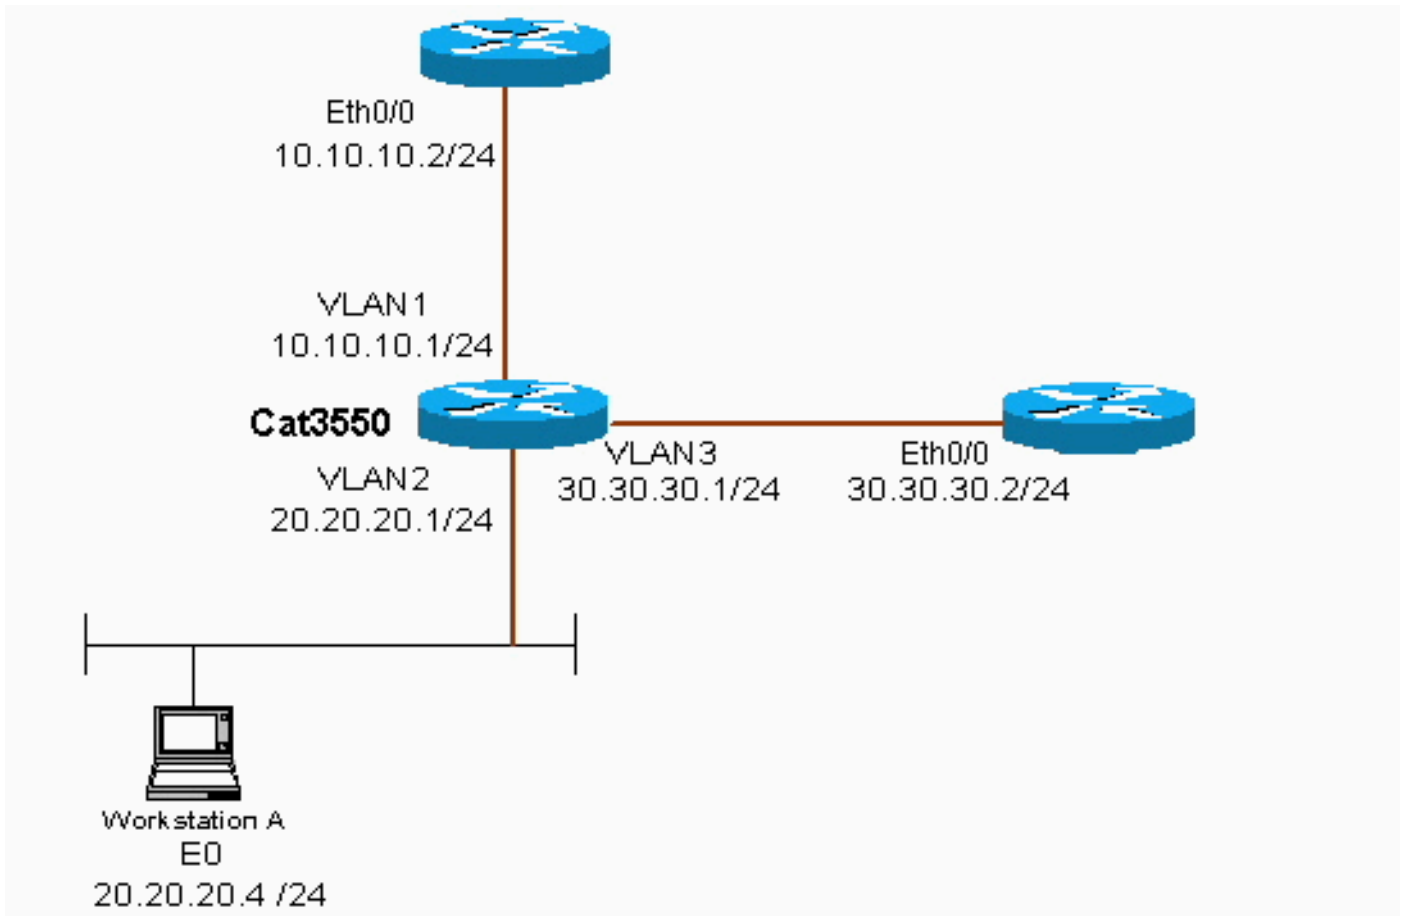 Eth0/0
10.10.10.2/24
VLAN1
10.10.10.1/24
Cat3550
VLAN2
20.20.20.1/24
VLAN3
30.30.30.1/24
Eth0/0
30.30.30.2/24
Workstation A
E0
20.20.20.4 /24